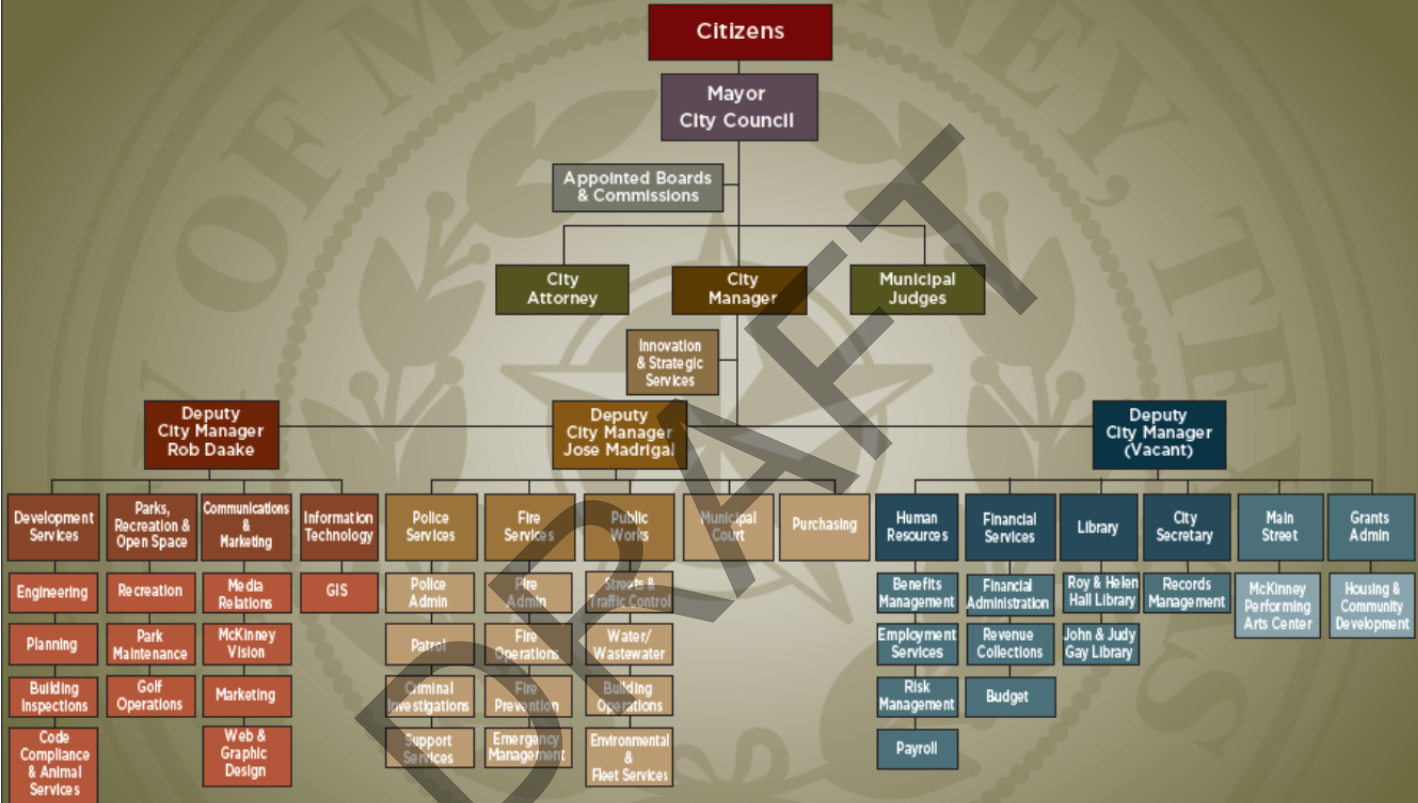 Citizens
Mayor
City Council
Appointed Boards
& Commissions
City
Attorney
City
Manager
Municipal
Judges
Innovation
& Strategic
Services
Deputy
City Manager
Rob Daake
Deputy
City Manager
Jose Madrigal
Deputy
City Manager
(Vacant)
Development
Services
Engineering
Planning
Building
Inspections
Code
Compliance
& Animal
Services
Parks,
Recreation &
Open Space
Recreation
Park
Maintenance
Golf
Operations
Communications
&
Marketing
Media
Relations
McKinney
Vision
Marketing
Web &
Graphic
Design
Information
Technology
GIS
Police
Services
Police
Admin
Patrol
Criminal
Investigations
Support
Services
Fire
Services
Fire
Admin
Fire
Operations
Fire
Prevention
Emergency
Management
Public
Works
Streets &
Traffic Control
Water/
Wastewater
Building
Operations
Environmental
&
Fleet Services
Municipal
Court
Purchasing
Human
Resources
Benefits
Management
Employment
Services
Risk
Management
Payroll
Financial
Services
Financial
Administration
Revenue
Collections
Budget
Library
Roy & Helen
Hall Library
John & Judy
Gay Library
City
Secretary
Records
Management
Main
Street
McKinney
Performing
Arts Center
Grants
Admin
Housing &
Community
Development
DRAFT